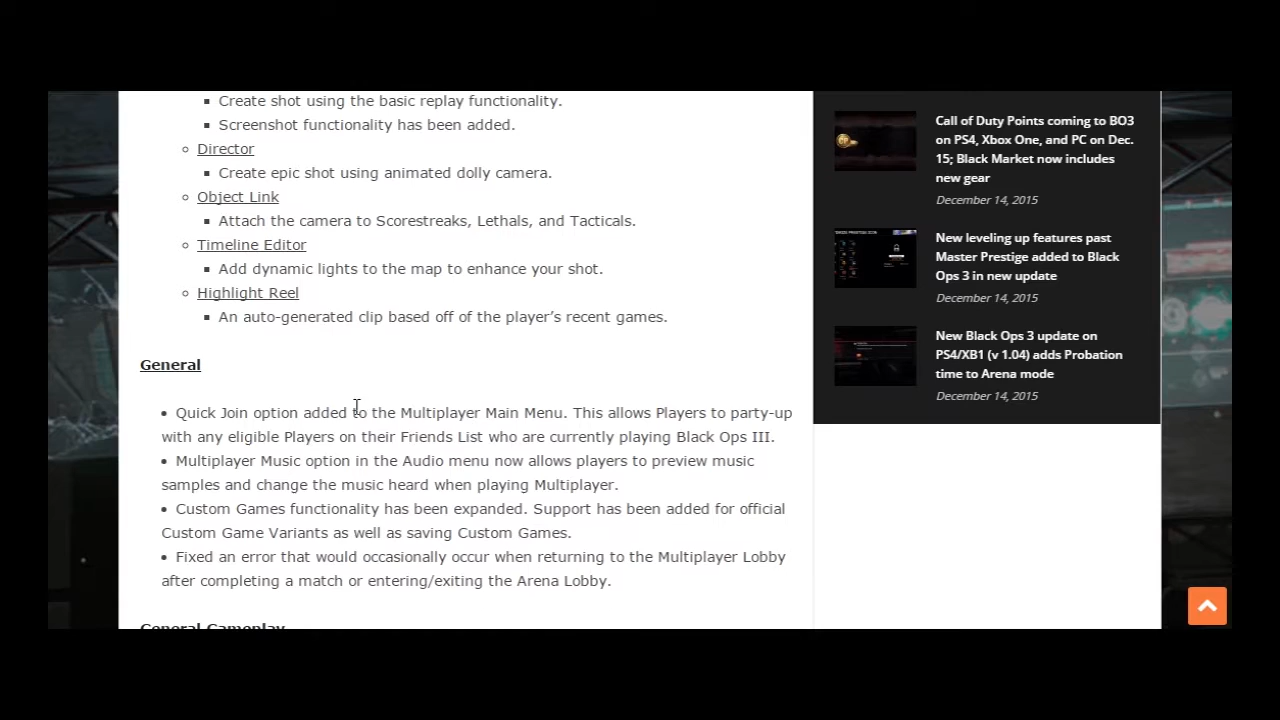 Create shot using the basic replay functionality.
Screenshot functionality has been added.
Director
Create epic shot using animated dolly camera.
Object Link
Attach the camera to Scorestreaks, Lethals, and Tacticals.
Timeline Editor
Add dynamic lights to the map to enhance your shot.
Highlight Reel
An auto-generated clip based off of the player’s recent games.
General
Quick Join option added to the Multiplayer Main Menu. This allows Players to party-up
with any eligible Players on their Friends List who are currently playing Black Ops III.
Multiplayer Music option in the Audio menu now allows players to preview music
samples and change the music heard when playing Multiplayer.
Custom Games functionality has been expanded. Support has been added for official
Custom Game Variants as well as saving Custom Games.
Fixed an error that would occasionally occur when returning to the Multiplayer Lobby
after completing a match or entering/exiting the Arena Lobby.
General Gameplay
Call of Duty Points coming to BO3
on PS4, Xbox One, and PC on Dec.
15; Black Market now includes
new gear
December 14, 2015
New leveling up features past
Master Prestige added to Black
Ops 3 in new update
December 14, 2015
New Black Ops 3 update on
PS4/XB1 (v 1.04) adds Probation
time to Arena mode
December 14, 2015